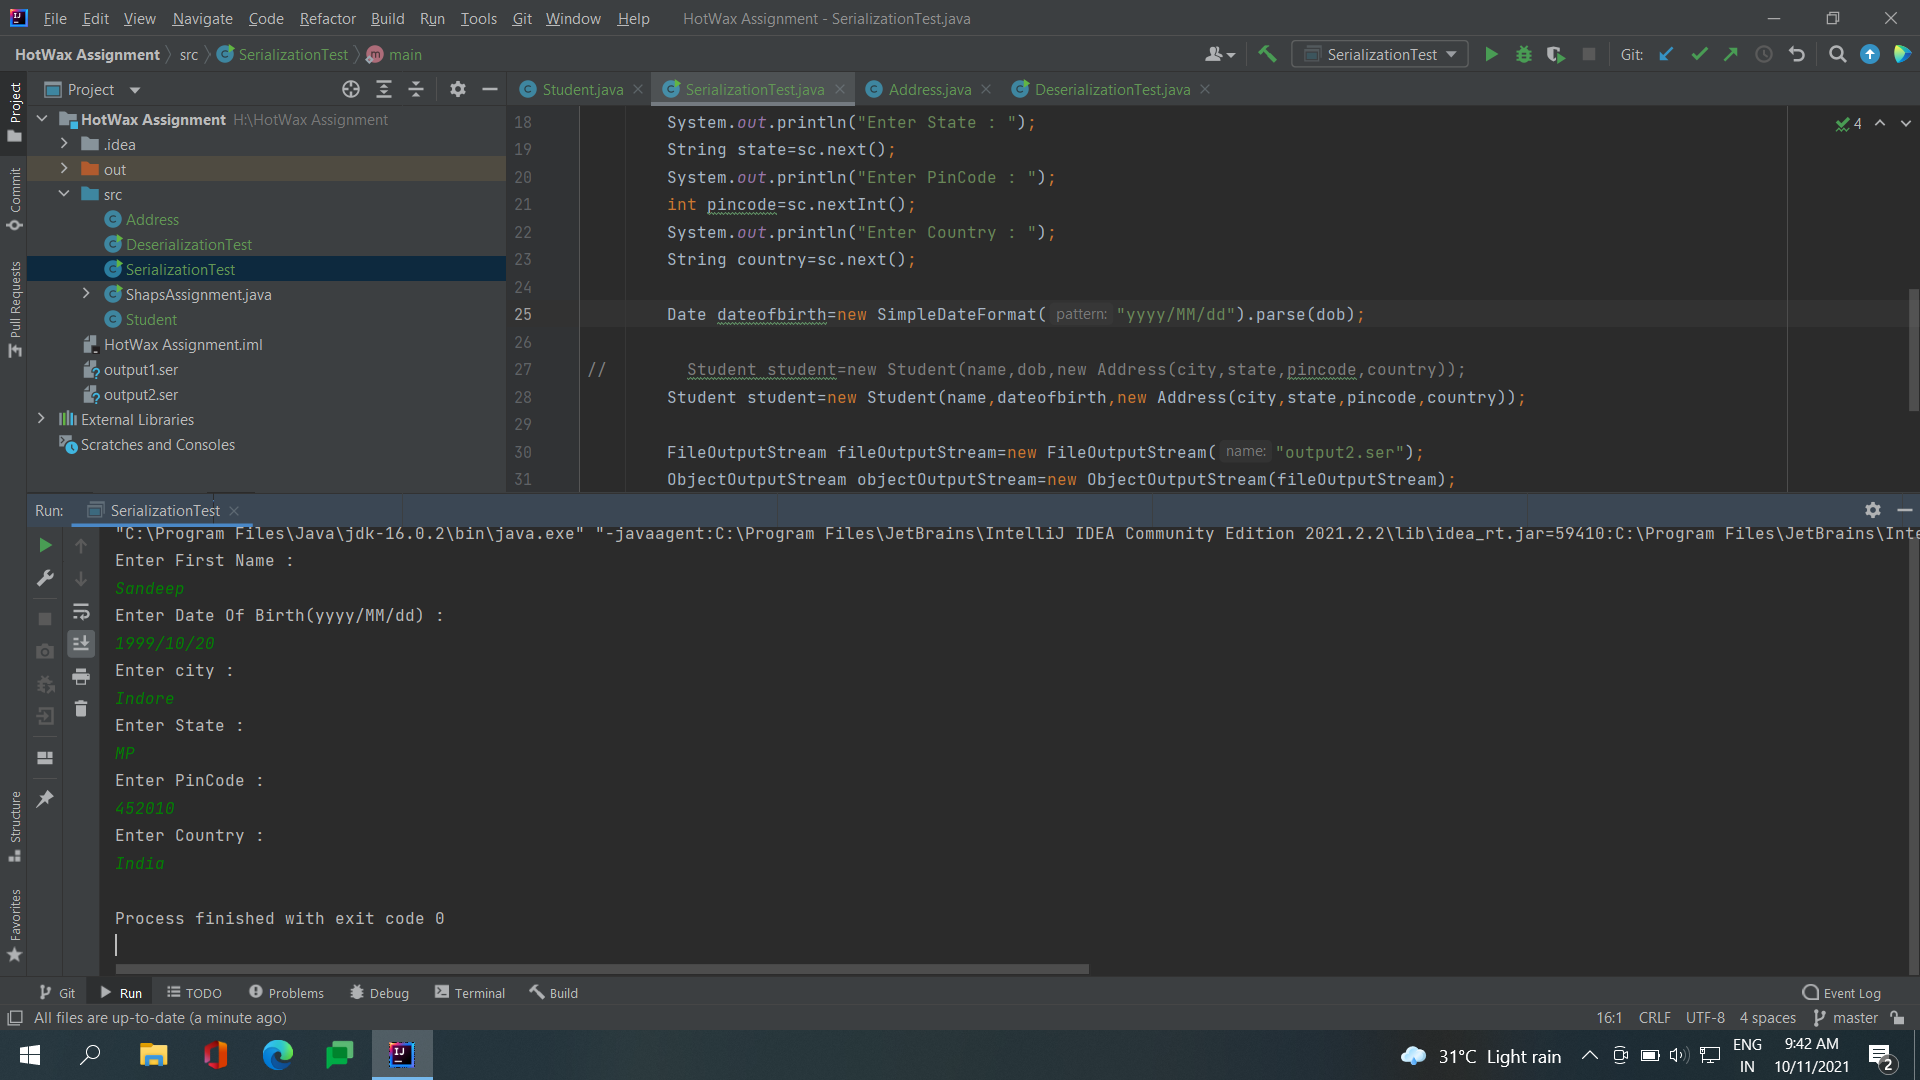 File Edit View Navigate Code Refactor Build Run Tools Git Window Help HotWax Assignment - SerializationTest.java
HotWax Assignment src SerializationTest main SerializationTest Git:
Project
Student.java SerializationTest.java Address.java DeserializationTest.java
Project
Commit
Pull Requests
Structure
Favorites
HotWax Assignment H:\HotWax Assignment
.idea
out
src
Address
DeserializationTest
SerializationTest
ShapsAssignment.java
Student
HotWax Assignment.iml
output1.ser
output2.ser
External Libraries
Scratches and Consoles
4
18 System.out.println("Enter State : ");
19 String state=sc.next();
20 System.out.println("Enter PinCode : ");
21 int pincode=sc.nextInt();
22 System.out.println("Enter Country : ");
23 String country=sc.next();
24
25 Date dateofbirth=new SimpleDateFormat( pattern: "yyyy/MM/dd").parse(dob);
26
27 // Student student=new Student(name,dob,new Address(city,state,pincode,country));
28 Student student=new Student(name,dateofbirth,new Address(city,state,pincode,country));
29
30 FileOutputStream fileOutputStream=new FileOutputStream( name: "output2.ser");
31 ObjectOutputStream objectOutputStream=new ObjectOutputStream(fileOutputStream);
Run: SerializationTest
"C:\Program Files\Java\jdk-16.0.2\bin\java.exe" "-javaagent:C:\Program Files\JetBrains\IntelliJ IDEA Community Edition 2021.2.2\lib\idea_rt.jar=59410:C:\Program Files\JetBrains\Inte
Enter First Name :
Sandeep
Enter Date Of Birth(yyyy/MM/dd) :
1999/10/20
Enter city :
Indore
Enter State :
MP
Enter PinCode :
452010
Enter Country :
India
Process finished with exit code 0
Git Run TODO Problems Debug Terminal Build Event Log
All files are up-to-date (a minute ago) 16:1 CRLF UTF-8 4 spaces master
31°C Light rain
ENG
IN
9:42 AM
10/11/2021
2